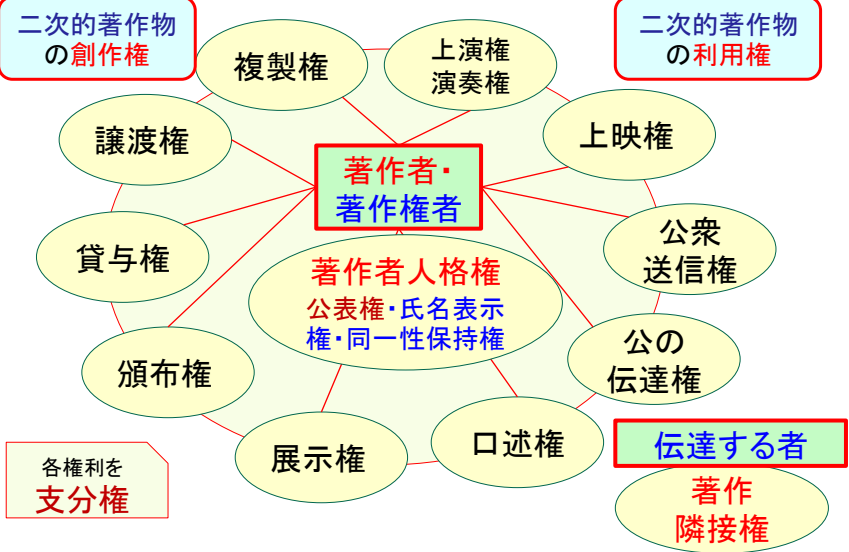 二次的著作物
の創作権
二次的著作物
の利用権
複製権
上演権
演奏権
譲渡権
上映権
著作者・
著作権者
貸与権
公衆
送信権
著作者人格権
公表権・氏名表示
権・同一性保持権
頒布権
公の
伝達権
展示権
口述権
各権利を
支分権
伝達する者
著作
隣接権